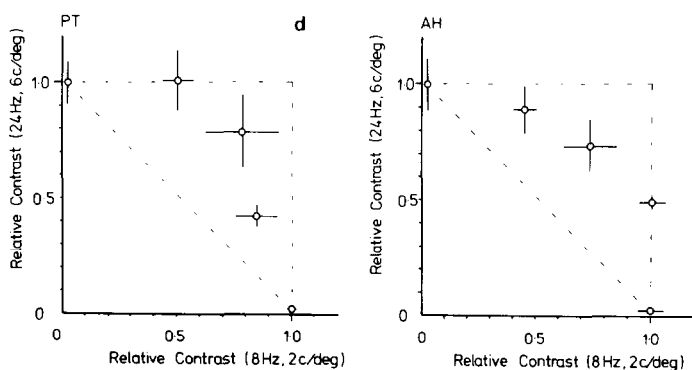 PT
d
Relative Contrast (24Hz, 6c/deg)
1·0
0·5
0
0
0·5
1·0
Relative Contrast (8Hz, 2c/deg)
AH
Relative Contrast (24Hz, 6c/deg)
1·0
0·5
0
0
0·5
1·0
Relative Contrast (8Hz, 2c/deg)